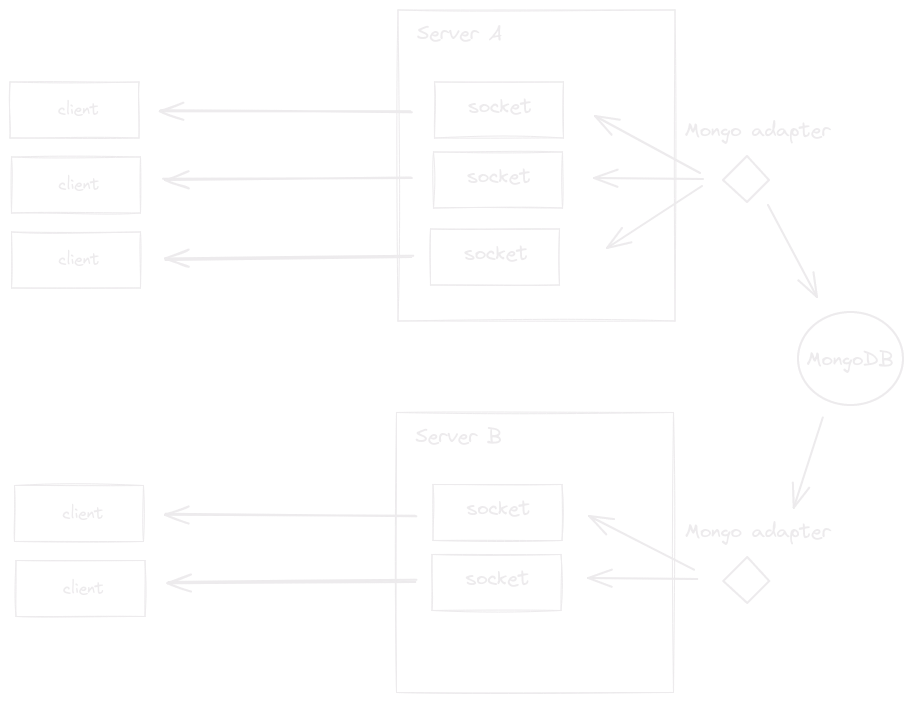 Server A
client
socket
Mongo adapter
client
socket
client
socket
MongoDB
Server B
client
socket
Mongo adapter
client
socket